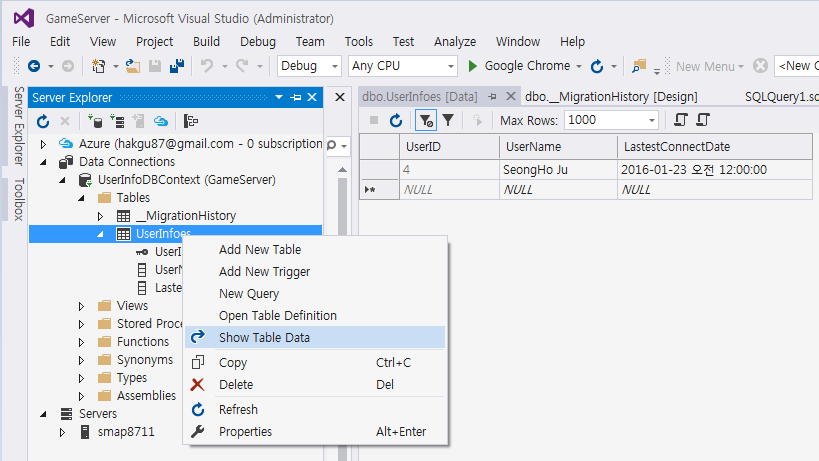 GameServer - Microsoft Visual Studio (Administrator)
File Edit View Project Build Debug Team Tools Test Analyze Window Help
Debug Any CPU Google Chrome New Menu <New C
Server Explorer
Toolbox
Server Explorer
Azure (hakgu87@gmail.com - 0 subscription
Data Connections
UserInfoDBContext (GameServer)
Tables
__MigrationHistory
UserInfoes
UserI
UserN
Laste
Views
Stored Proce
Functions
Synonyms
Types
Assemblies
Servers
smap8711
Add New Table
Add New Trigger
New Query
Open Table Definition
Show Table Data
Copy Ctrl+C
Delete Del
Refresh
Properties Alt+Enter
dbo.UserInfoes [Data] dbo.__MigrationHistory [Design] SQLQuery1.sq
Max Rows: 1000
UserID UserName LastestConnectDate
4 SeongHo Ju 2016-01-23 오전 12:00:00
NULL NULL NULL